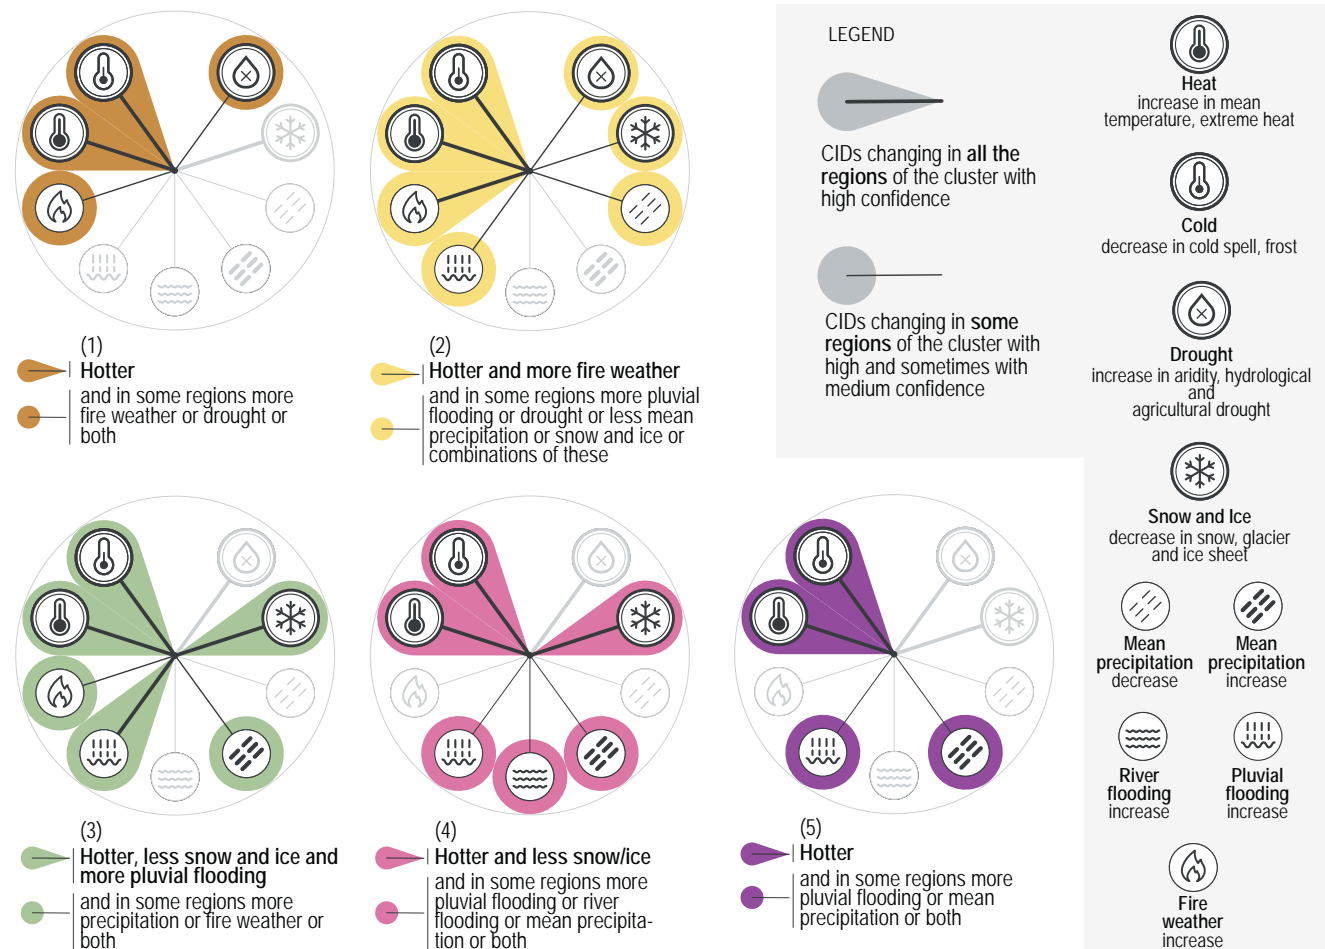 LEGEND
CIDs changing in all the
regions of the cluster with
high confidence
CIDs changing in some
regions of the cluster with
high and sometimes with
medium confidence
Heat
increase in mean
temperature, extreme heat
Cold
decrease in cold spell, frost
Drought
increase in aridity, hydrological
and
agricultural drought
Snow and Ice
decrease in snow, glacier
and ice sheet
Mean
precipitation
decrease
Mean
precipitation
increase
River
flooding
increase
Pluvial
flooding
increase
Fire
weather
increase
(1)
Hotter
and in some regions more
fire weather or drought or
both
(2)
Hotter and more fire weather
and in some regions more pluvial
flooding or drought or less mean
precipitation or snow and ice or
combinations of these
(3)
Hotter, less snow and ice and
more pluvial flooding
and in some regions more
precipitation or fire weather or
both
(4)
Hotter and less snow/ice
and in some regions more
pluvial flooding or river
flooding or mean precipita-
tion or both
(5)
Hotter
and in some regions more
pluvial flooding or mean
precipitation or both